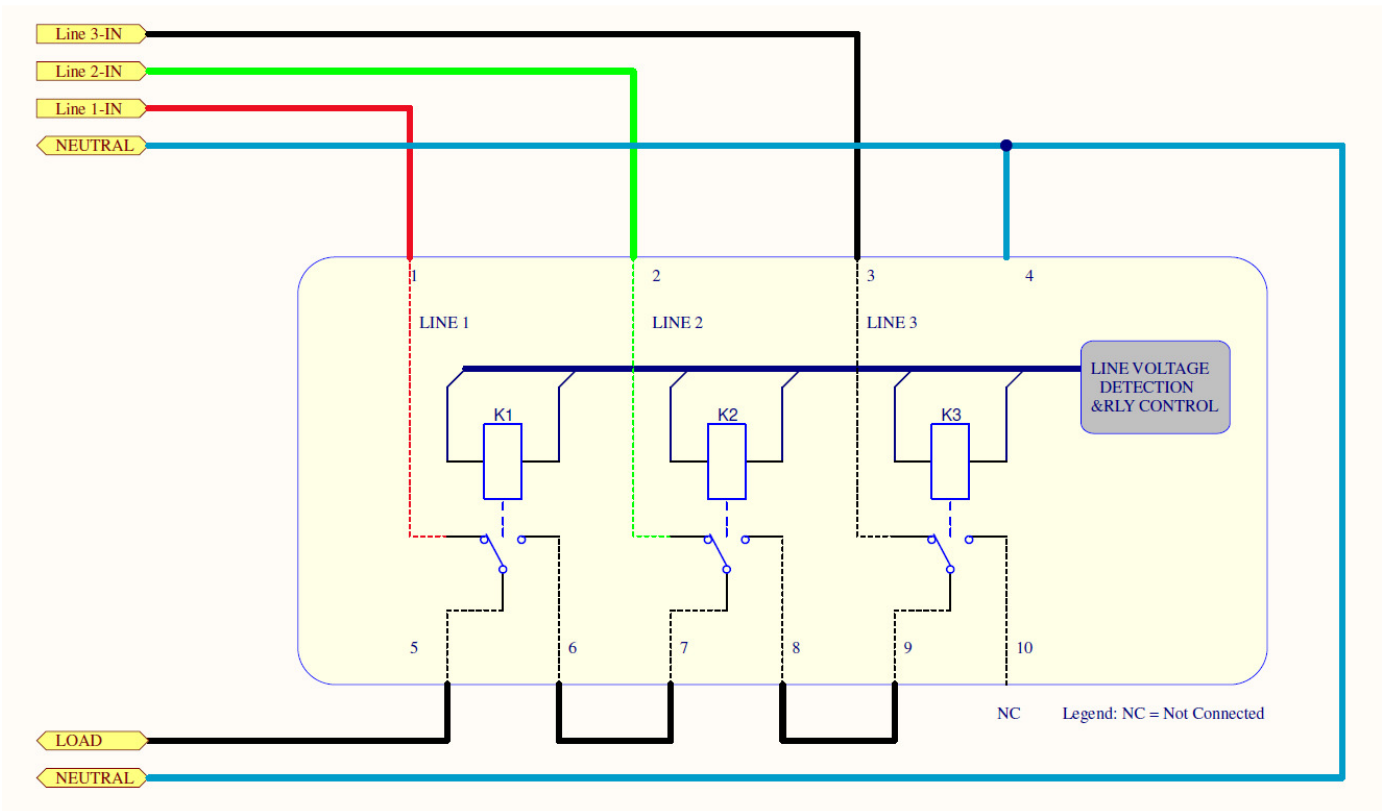 Line 3-IN
Line 2-IN
Line 1-IN
NEUTRAL
1
2
3
4
LINE 1
LINE 2
LINE 3
LINE VOLTAGE
DETECTION
&RLY CONTROL
K1
K2
K3
5
6
7
8
9
10
NC
Legend: NC = Not Connected
LOAD
NEUTRAL